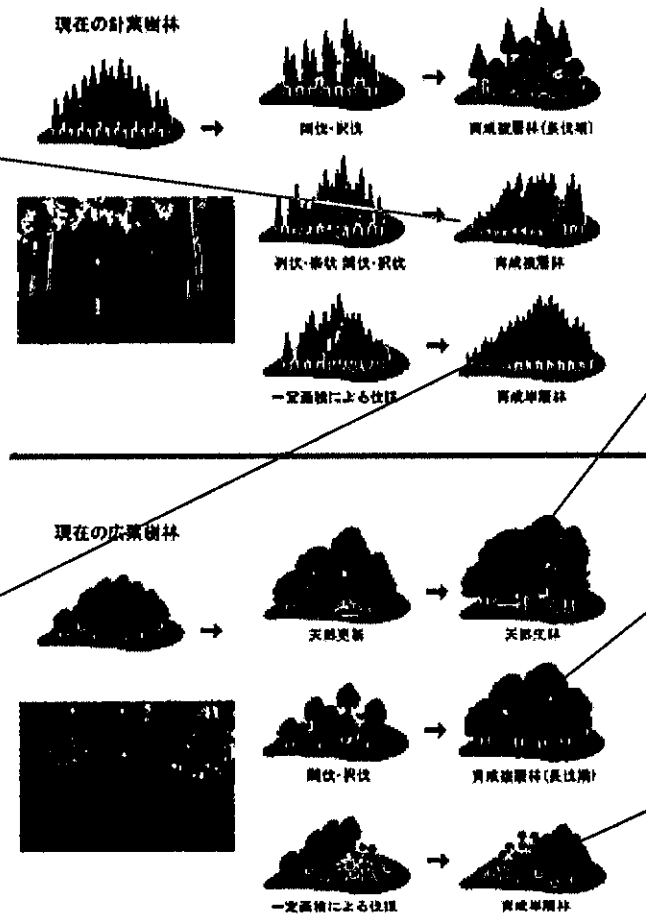 現在の針葉樹林
間伐・択伐
育成複層林(長伐期)
列状・帯状 間伐・択伐
育成複層林
一定面積による伐採
育成単層林
現在の広葉樹林
天然更新
天然生林
間伐・択伐
育成複層林(長伐期)
一定面積による伐採
育成単層林